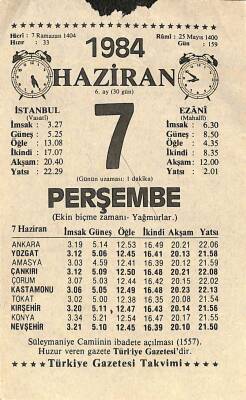 Hicrî : 7 Ramazan 1404
Hızır : 33
Rûmî : 25 Mayıs 1400
Gün : 159
1984
HAZİRAN
6. ay (30 gün)
7
İSTANBUL
(Vasatî)
İmsak : 3.27
Güneş : 5.25
Öğle : 13.08
İkindi : 17.07
Akşam : 20.40
Yatsı : 22.29
EZANÎ
(Mahallî)
İmsak : 6.30
Güneş : 8.50
Öğle : 4.35
İkindi : 8.35
Akşam : 12.00
Yatsı : 2.01
(Günün uzaması: 1 dakika)
PERŞEMBE
(Ekin biçme zamanı- Yağmurlar.)
7 Haziran İmsak Güneş Öğle İkindi Akşam Yatsı
ANKARA 3.19 5.14 12.53 16.49 20.21 22.06
YOZGAT 3.12 5.06 12.45 16.41 20.13 21.58
AMASYA 3.03 4.59 12.41 16.39 20.12 21.59
ÇANKIRI 3.12 5.09 12.50 16.48 20.21 22.08
ÇORUM 3.07 5.03 12.44 16.42 20.15 22.02
KASTAMONU 3.06 5.05 12.49 16.48 20.23 22.13
TOKAT 3.02 5.00 12.38 16.35 20.08 21.54
KIRŞEHİR 3.20 5.11 12.47 16.42 20.13 21.56
KONYA 3.34 5.21 12.54 16.47 20.17 21.55
NEVŞEHİR 3.21 5.10 12.45 16.39 20.10 21.50
Süleymaniye Camiinin ibadete açılması (1557).
Huzur veren gazete Türkiye Gazetesi'dir.
Türkiye Gazetesi Takvimi